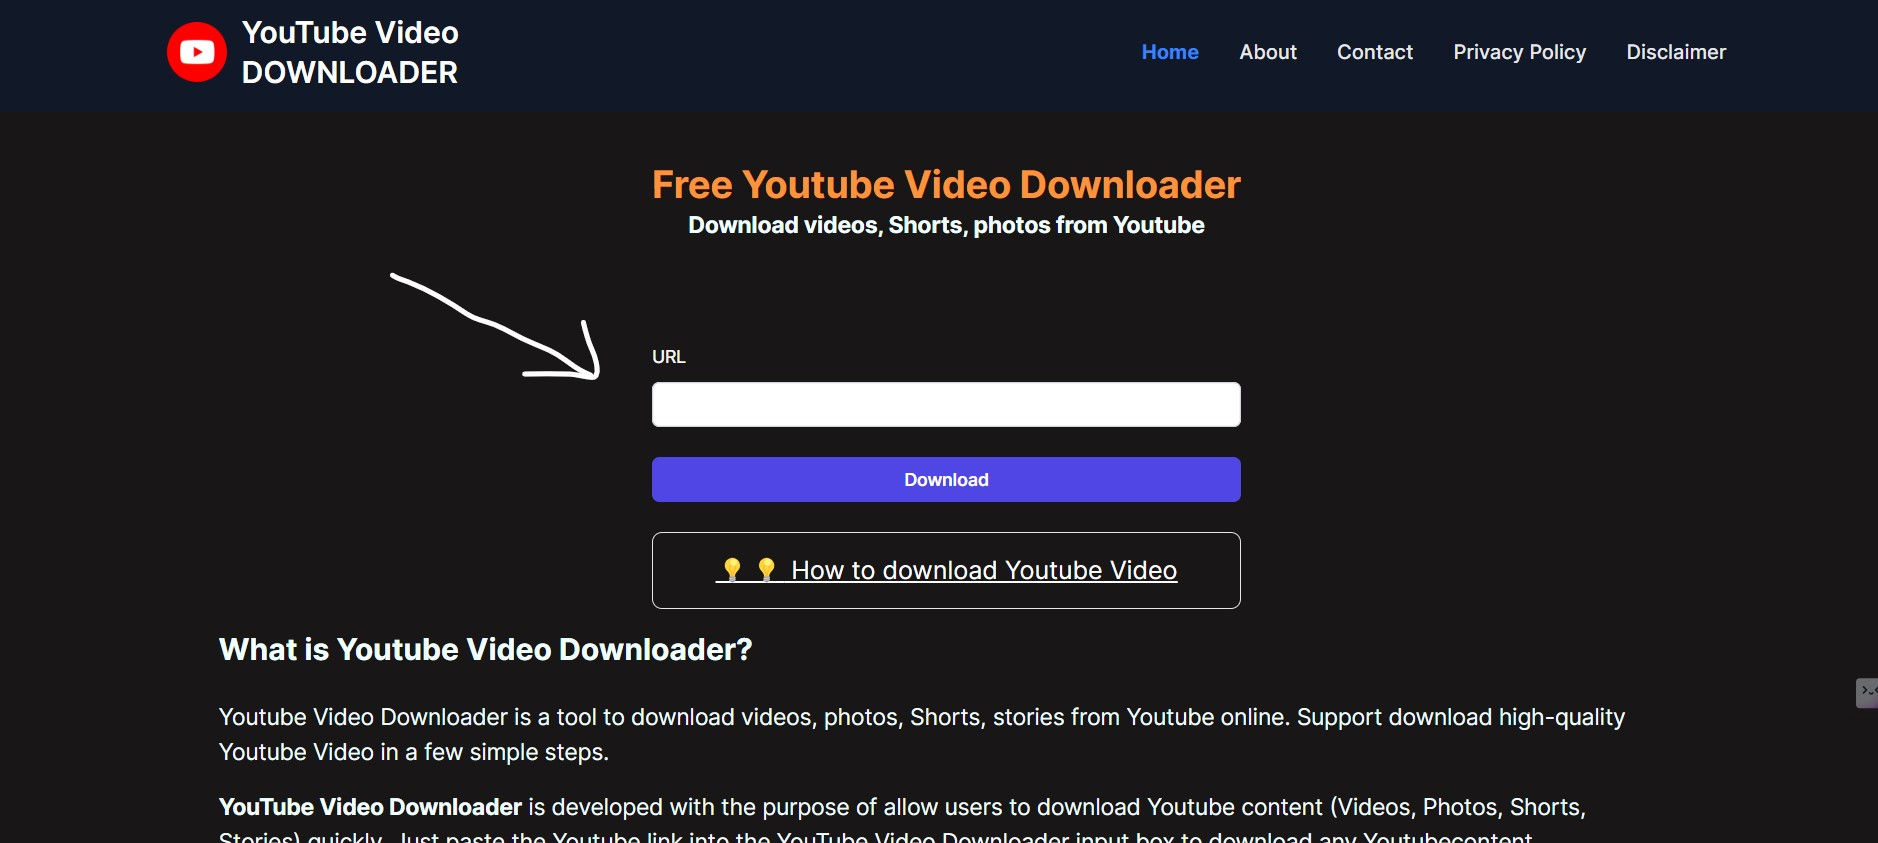 YouTube Video
DOWNLOADER
Home About Contact Privacy Policy Disclaimer
Free Youtube Video Downloader
Download videos, Shorts, photos from Youtube
URL
Download
💡 💡 How to download Youtube Video
What is Youtube Video Downloader?
Youtube Video Downloader is a tool to download videos, photos, Shorts, stories from Youtube online. Support download high-quality
Youtube Video in a few simple steps.
YouTube Video Downloader is developed with the purpose of allow users to download Youtube content (Videos, Photos, Shorts,
Stories) quickly. Just paste the Youtube link into the YouTube Video Downloader input box to download any Youtubecontent